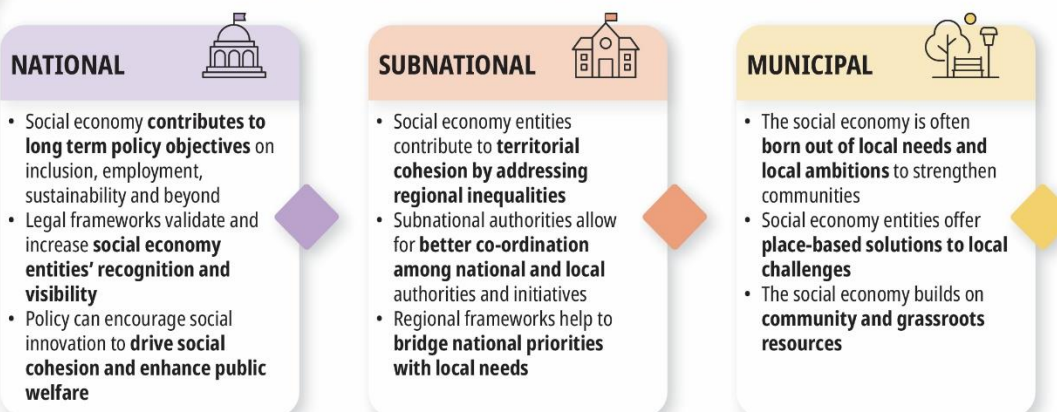 NATIONAL
• Social economy contributes to
long term policy objectives on
inclusion, employment,
sustainability and beyond
• Legal frameworks validate and
increase social economy
entities' recognition and
visibility
• Policy can encourage social
innovation to drive social
cohesion and enhance public
welfare
SUBNATIONAL
• Social economy entities
contribute to territorial
cohesion by addressing
regional inequalities
• Subnational authorities allow
for better co-ordination
among national and local
authorities and initiatives
• Regional frameworks help to
bridge national priorities
with local needs
MUNICIPAL
• The social economy is often
born out of local needs and
local ambitions to strengthen
communities
• Social economy entities offer
place-based solutions to local
challenges
• The social economy builds on
community and grassroots
resources